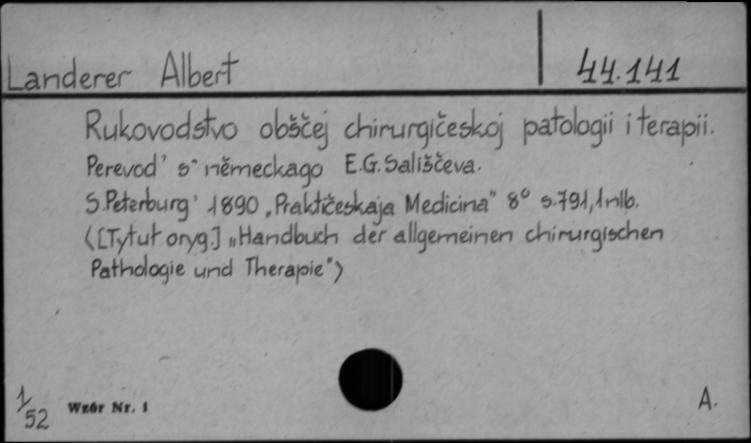 Landerer Albert 44.141
Rukovodstvo obščej chirurgičeskoj patologii i terapii.
Perevod' s" německago E.G. Sališčeva.
S.Peterburg' 1890 „Praktičeskaja Medicina" 8° s.791, 1 nlb.
<[Tytuł oryg.] „Handbuch der allgemeinen chirurgischen
Pathologie und Therapie">
1/52 Wzór Nr. 1 A.